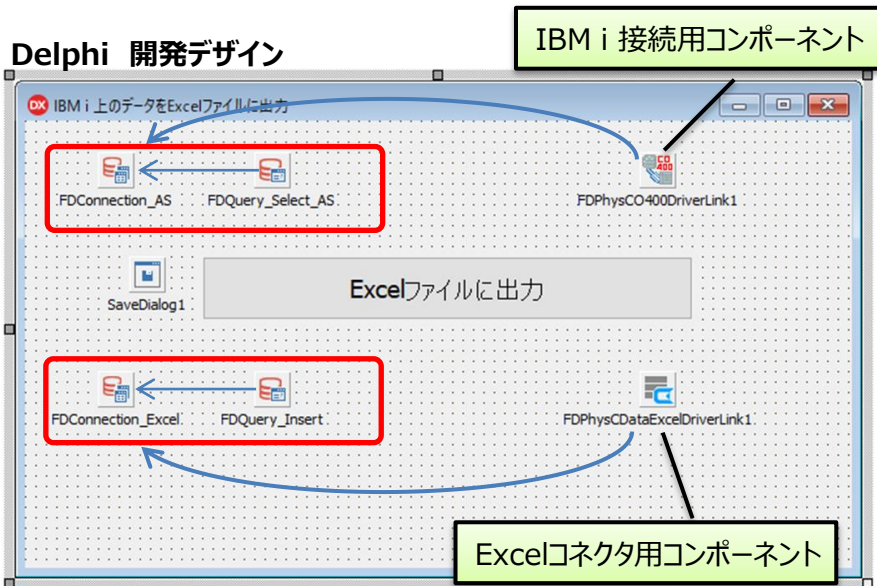 IBM i 接続用コンポーネント
Delphi 開発デザイン
DX IBM i 上のデータをExcelファイルに出力
CO 400
FDConnection_AS FDQuery_Select_AS FDPhysCO400DriverLink1
SaveDialog1
Excelファイルに出力
FDConnection_Excel FDQuery_Insert FDPhysCDataExcelDriverLink1
Excelコネクタ用コンポーネント